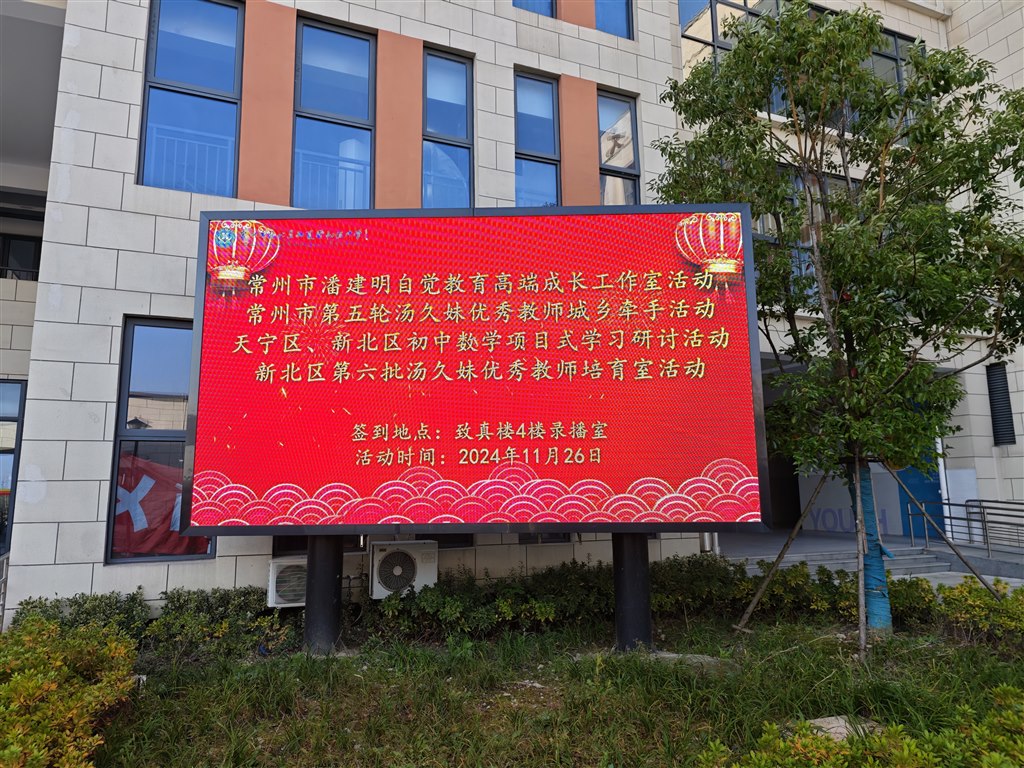 常州市潘建明自觉教育高端成长工作室活动
常州市第五轮汤久妹优秀教师城乡牵手活动
天宁区、新北区初中数学项目式学习研讨活动
新北区第六批汤久妹优秀教师培育室活动
签到地点：致真楼4楼录播室
活动时间：2024年11月26日
YOUTH